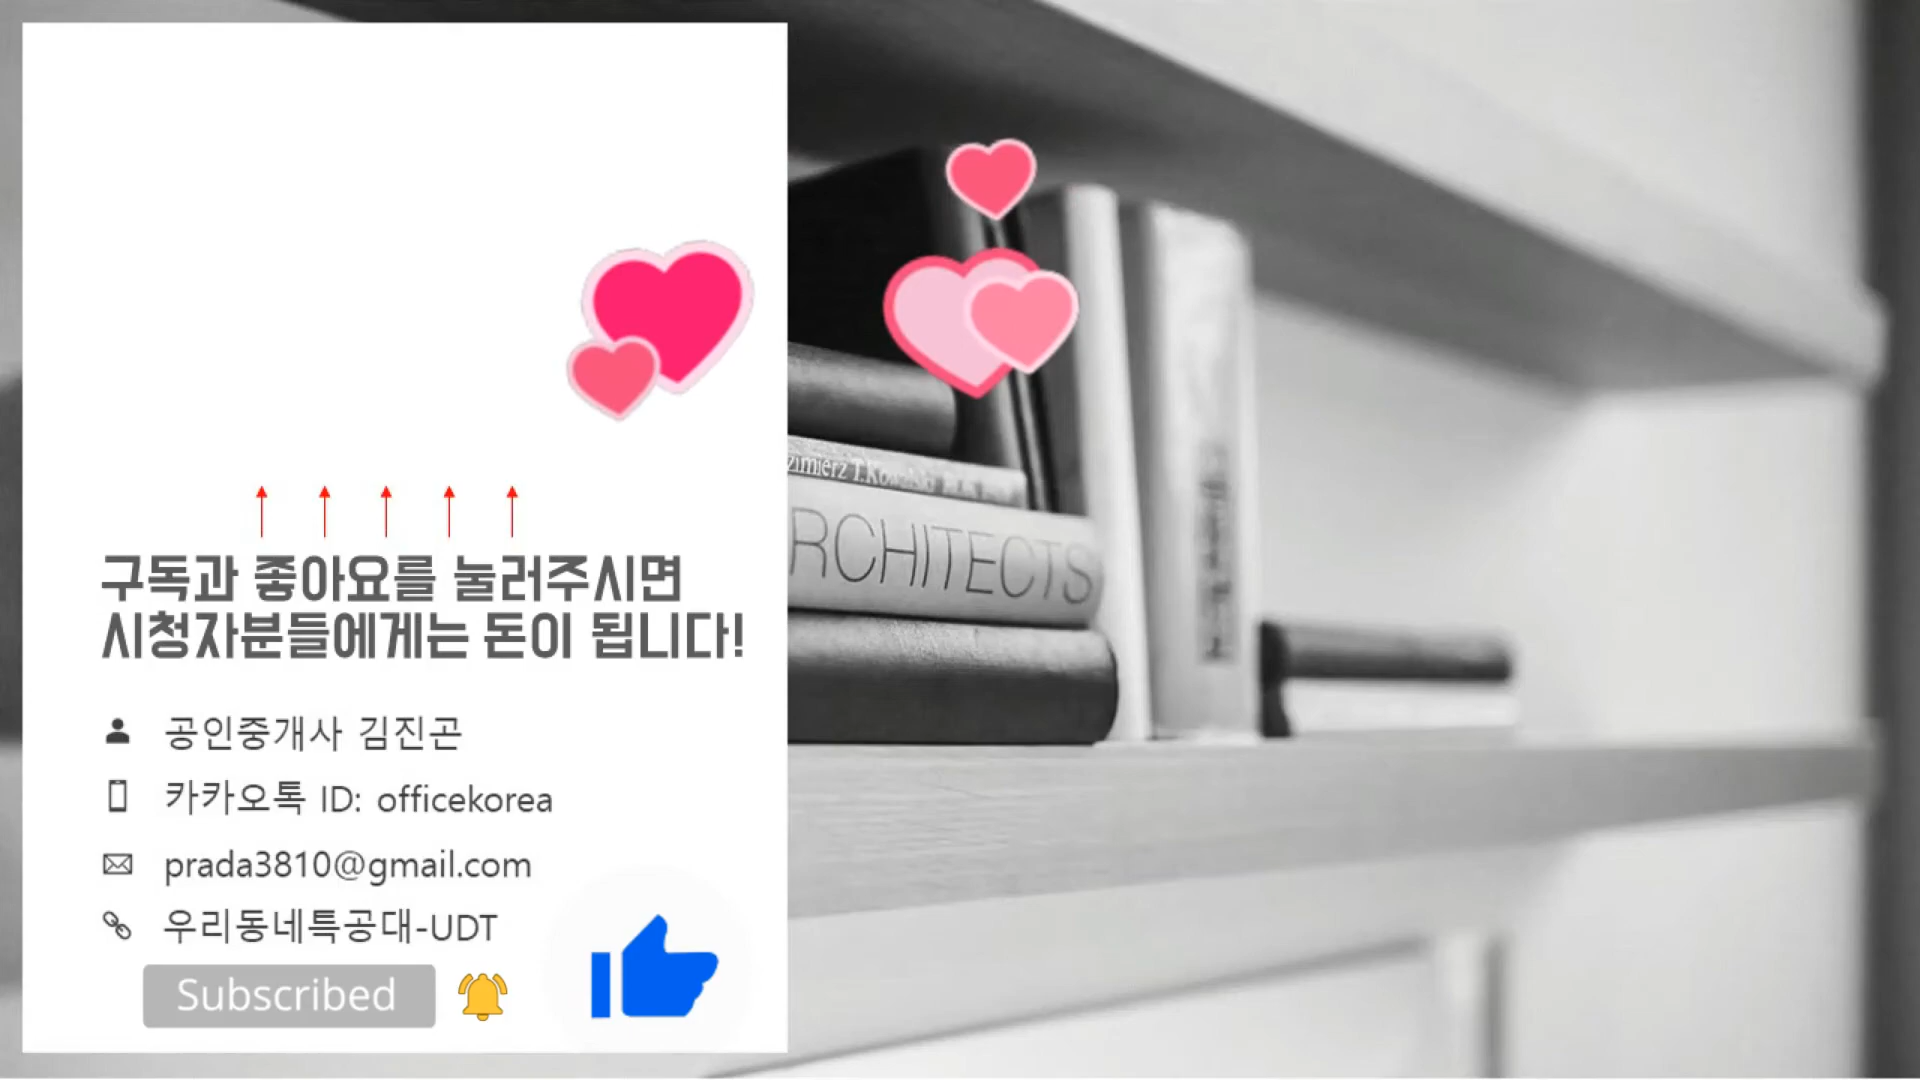 구독과 좋아요를 눌러주시면
시청자분들에게는 돈이 됩니다!
공인중개사 김진곤
카카오톡 ID: officekorea
prada3810@gmail.com
우리동네특공대-UDT
Subscribed
zimierz T.Kowalski
RCHITECTS